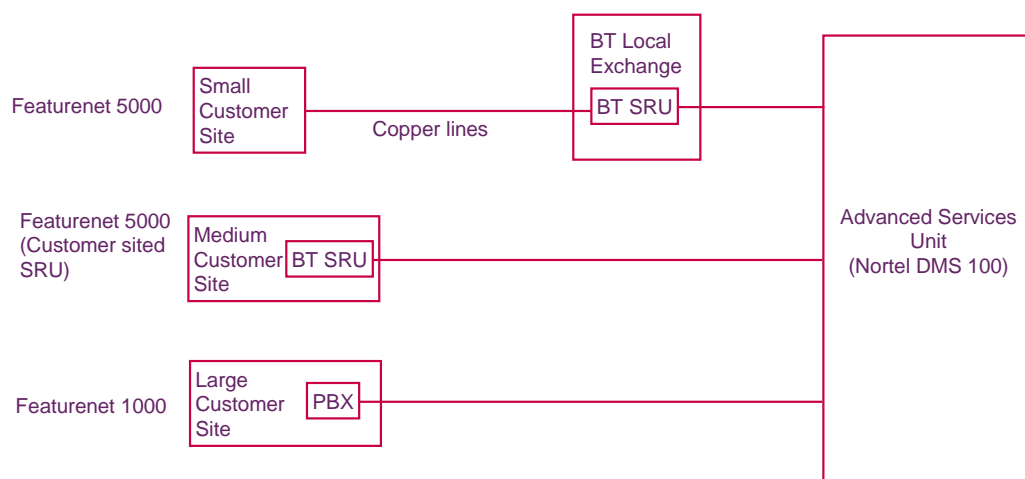 Featurenet 5000
Small
Customer
Site
Copper lines
BT Local
Exchange
BT SRU
Featurenet 5000
(Customer sited
SRU)
Medium
Customer
Site
BT SRU
Advanced Services
Unit
(Nortel DMS 100)
Featurenet 1000
Large
Customer
Site
PBX